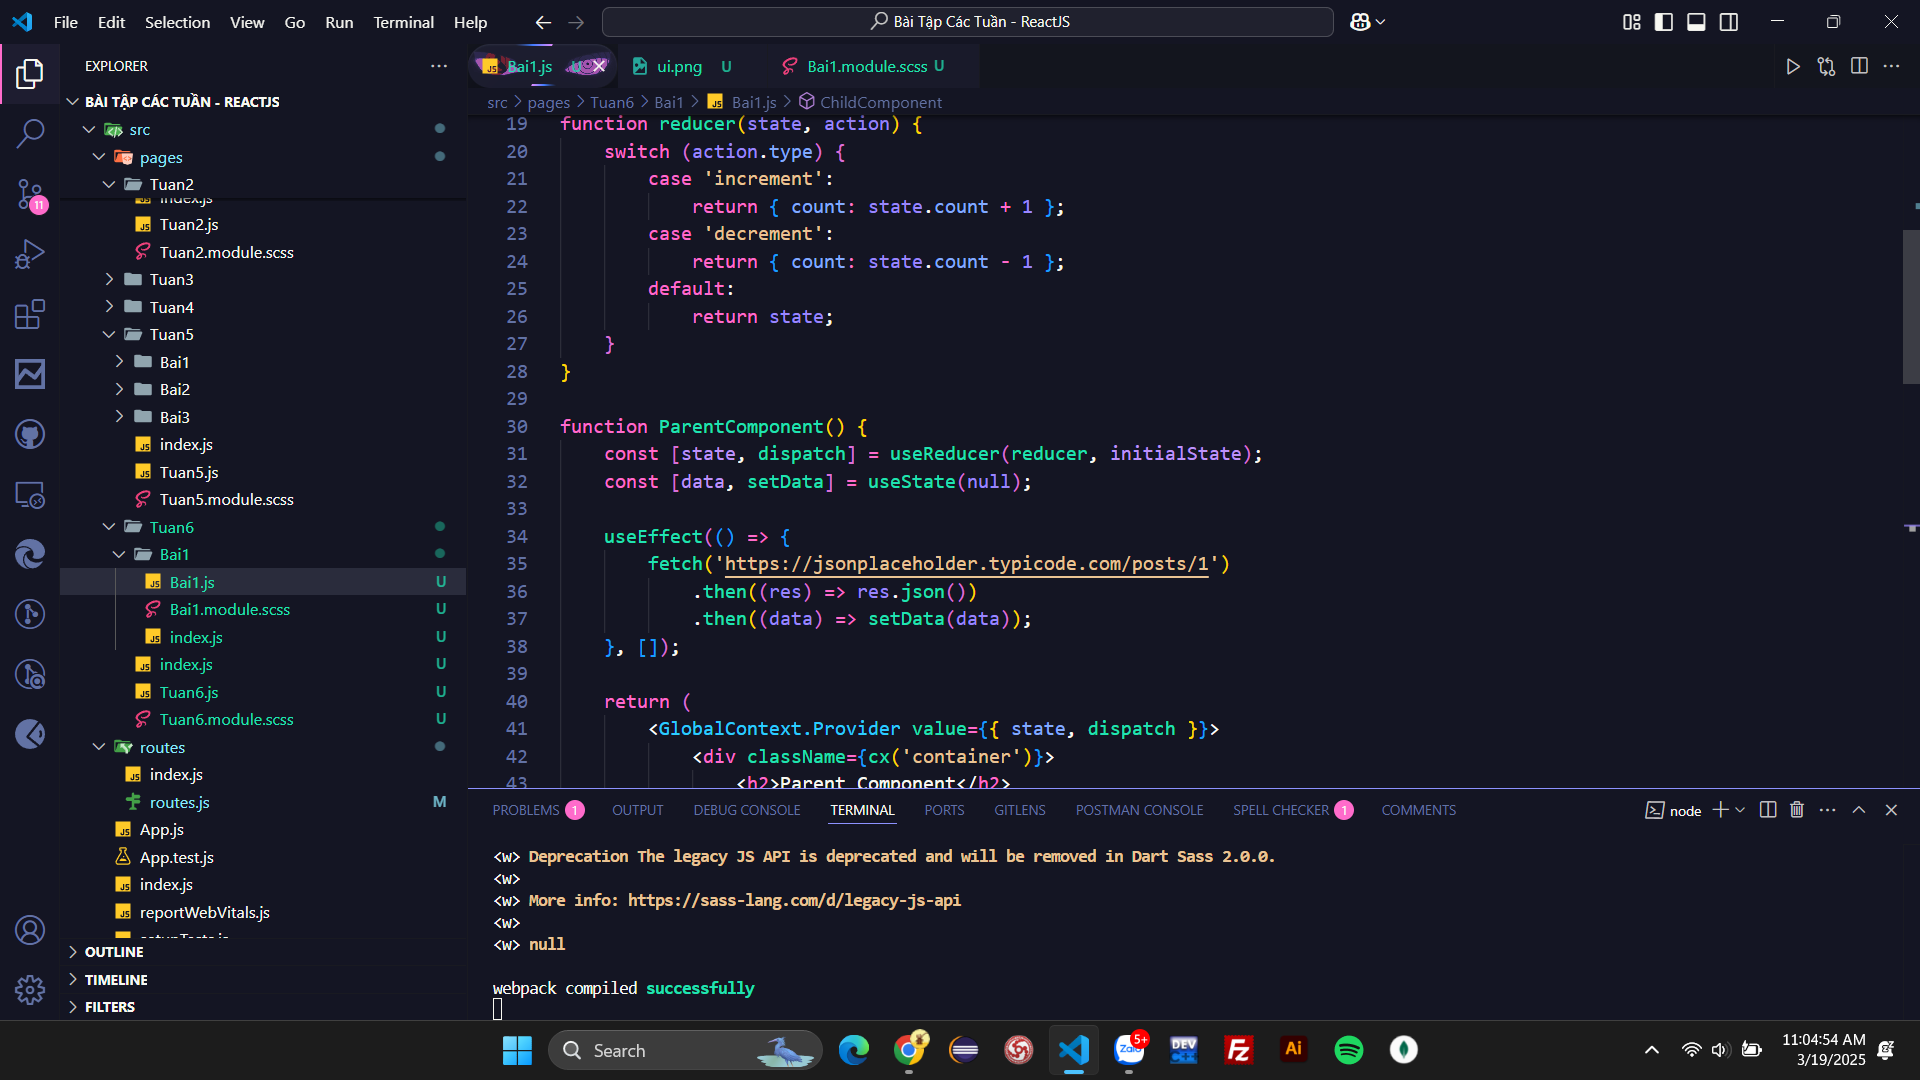 File Edit Selection View Go Run Terminal Help
Bài Tập Các Tuần - ReactJS
EXPLORER
BÀI TẬP CÁC TUẦN - REACTJS
src
pages
Tuan2
index.js
Tuan2.js
Tuan2.module.scss
Tuan3
Tuan4
Tuan5
Bai1
Bai2
Bai3
index.js
Tuan5.js
Tuan5.module.scss
Tuan6
Bai1
Bai1.js U
Bai1.module.scss U
index.js U
index.js U
Tuan6.js U
Tuan6.module.scss U
routes
index.js
routes.js M
App.js
App.test.js
index.js
reportWebVitals.js
setupTests.js
OUTLINE
TIMELINE
FILTERS
11
Bai1.js U
ui.png U
Bai1.module.scss U
src > pages > Tuan6 > Bai1 > Bai1.js > ChildComponent
19 function reducer(state, action) {
20 switch (action.type) {
21 case 'increment':
22 return { count: state.count + 1 };
23 case 'decrement':
24 return { count: state.count - 1 };
25 default:
26 return state;
27 }
28 }
29
30 function ParentComponent() {
31 const [state, dispatch] = useReducer(reducer, initialState);
32 const [data, setData] = useState(null);
33
34 useEffect(() => {
35 fetch('https://jsonplaceholder.typicode.com/posts/1')
36 .then((res) => res.json())
37 .then((data) => setData(data));
38 }, []);
39
40 return (
41 <GlobalContext.Provider value={{ state, dispatch }}>
42 <div className={cx('container')}>
43 <h2>Parent Component</h2>
PROBLEMS 1 OUTPUT DEBUG CONSOLE TERMINAL PORTS GITLENS POSTMAN CONSOLE SPELL CHECKER 1 COMMENTS
node
<w> Deprecation The legacy JS API is deprecated and will be removed in Dart Sass 2.0.0.
<w>
<w> More info: https://sass-lang.com/d/legacy-js-api
<w>
<w> null
webpack compiled successfully
Search
Zalo
5+
DEV
C++
Fz
Ai
11:04:54 AM
3/19/2025